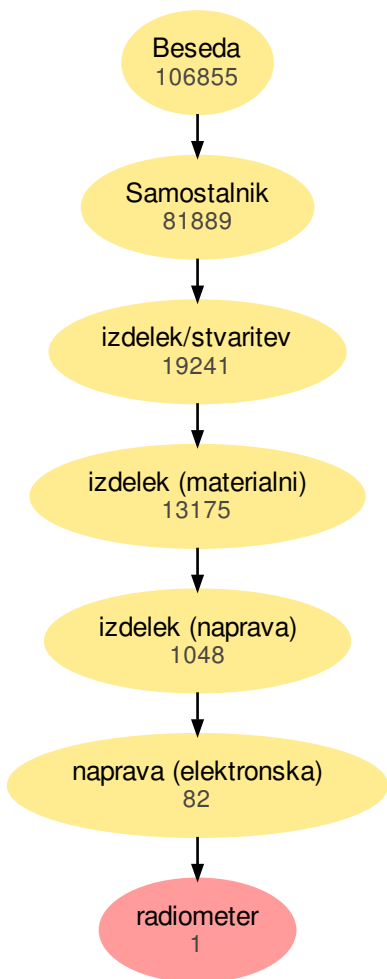 Beseda
106855
Samostalnik
81889
izdelek/stvaritev
19241
izdelek (materialni)
13175
izdelek (naprava)
1048
naprava (elektronska)
82
radiometer
1